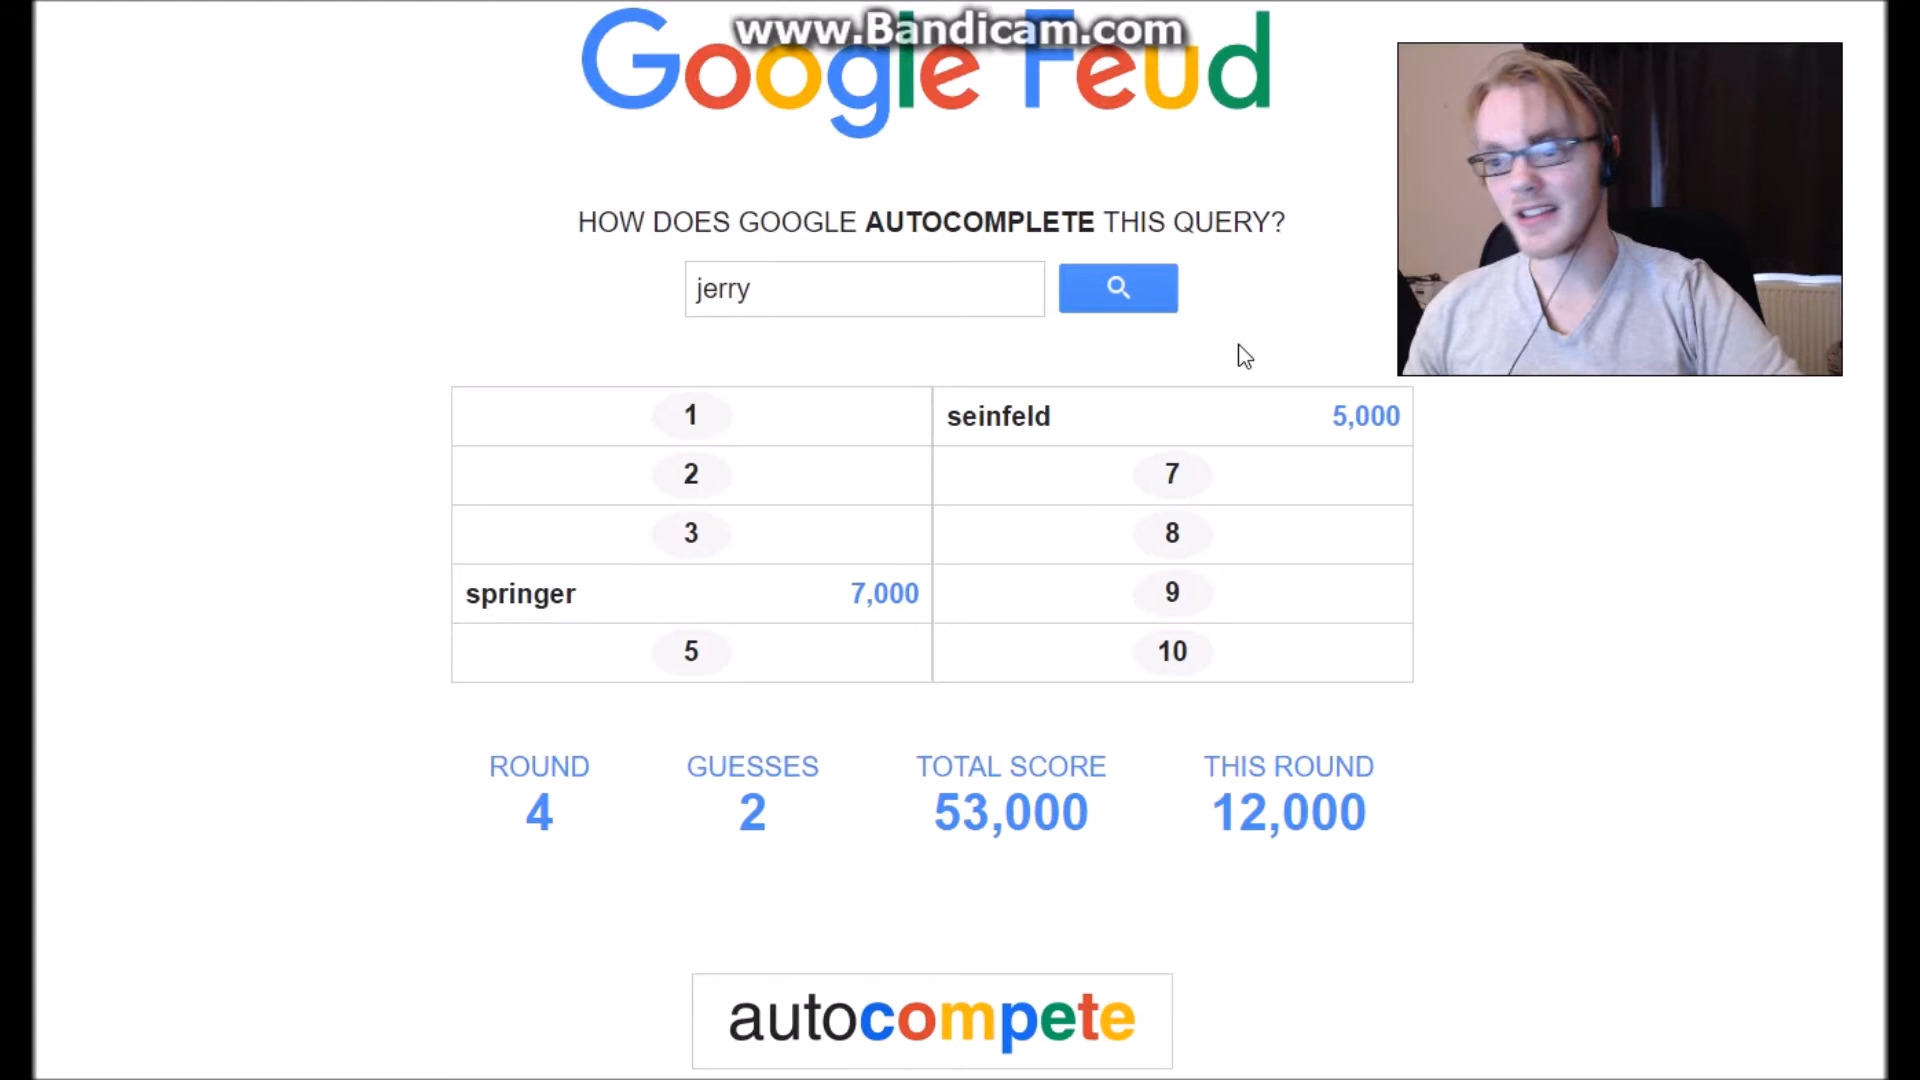 www.Bandicam.com
Google Feud
HOW DOES GOOGLE AUTOCOMPLETE THIS QUERY?
jerry
1
seinfeld 5,000
2
7
3
8
springer 7,000
9
5
10
ROUND GUESSES TOTAL SCORE THIS ROUND
4 2 53,000 12,000
autocompete